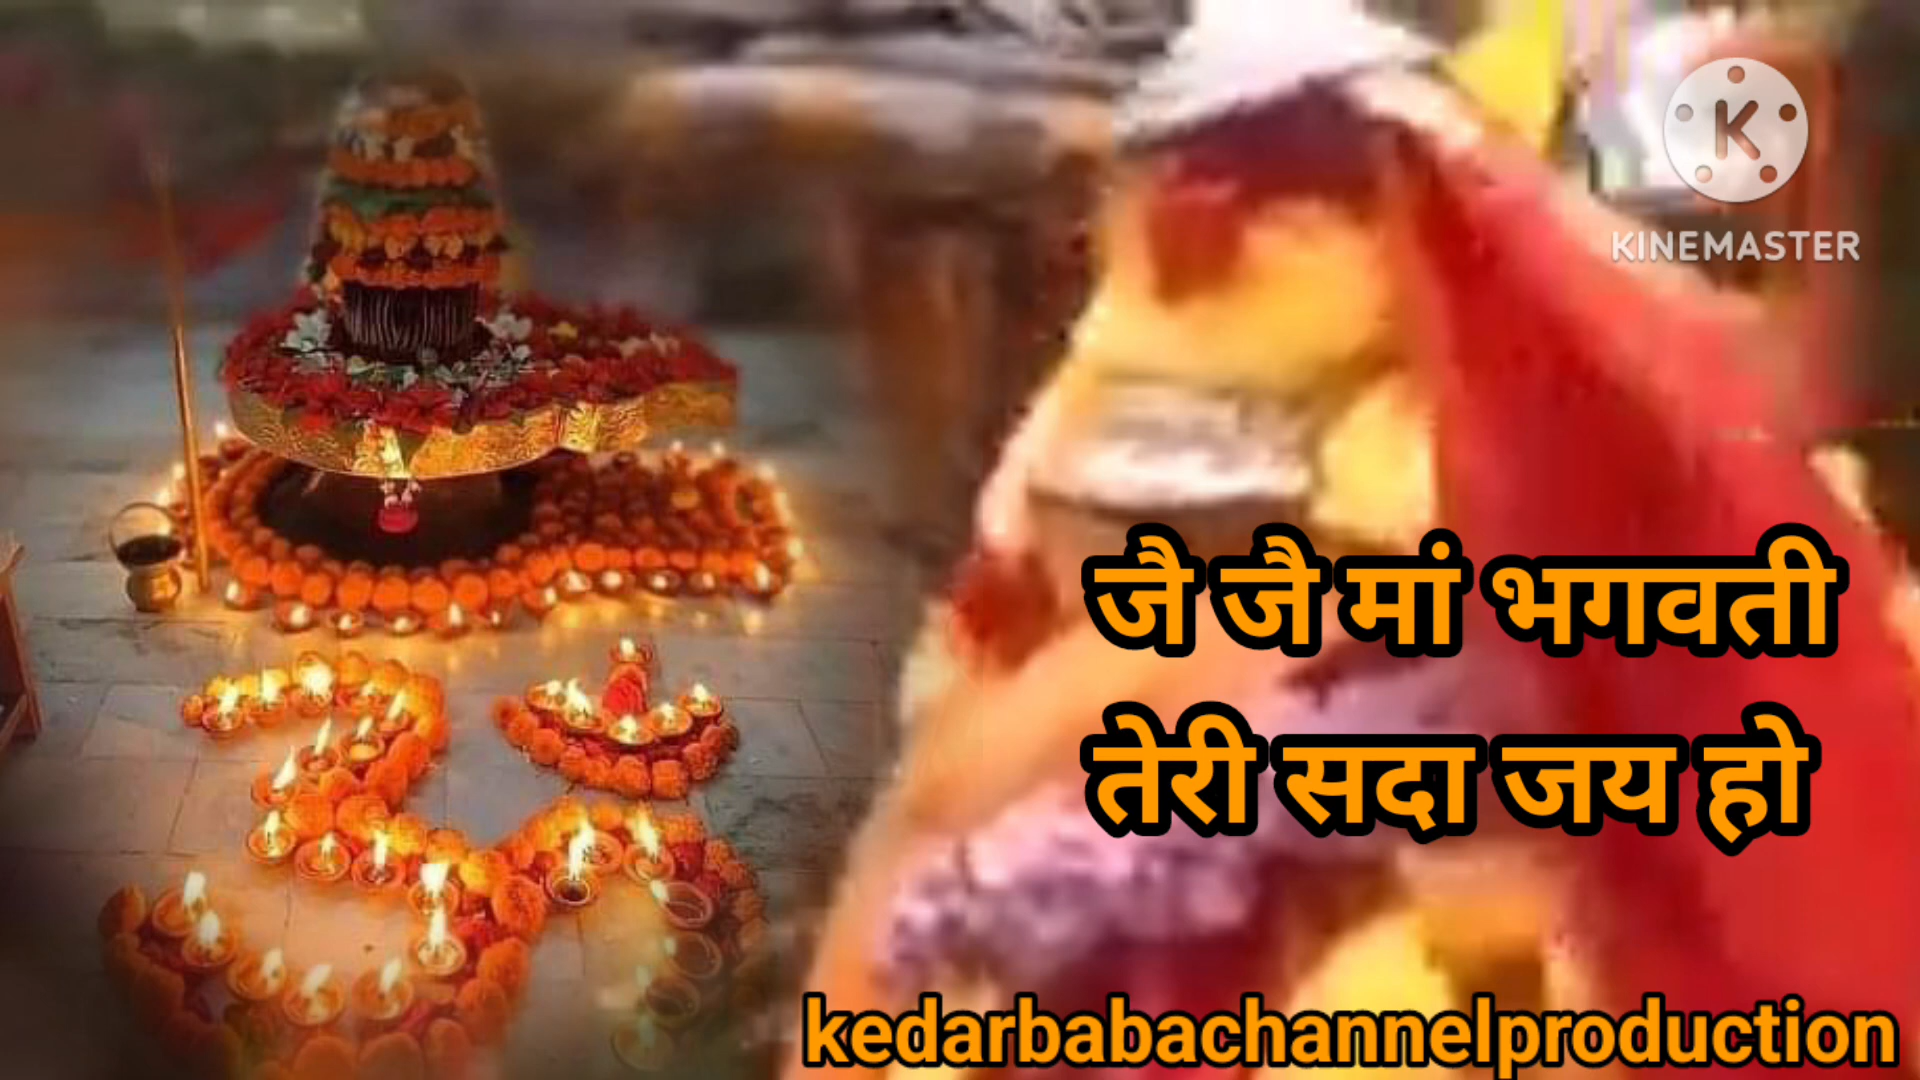 K
KINEMASTER
जै जै मां भगवती
तेरी सदा जय हो
kedarbabachannelproduction